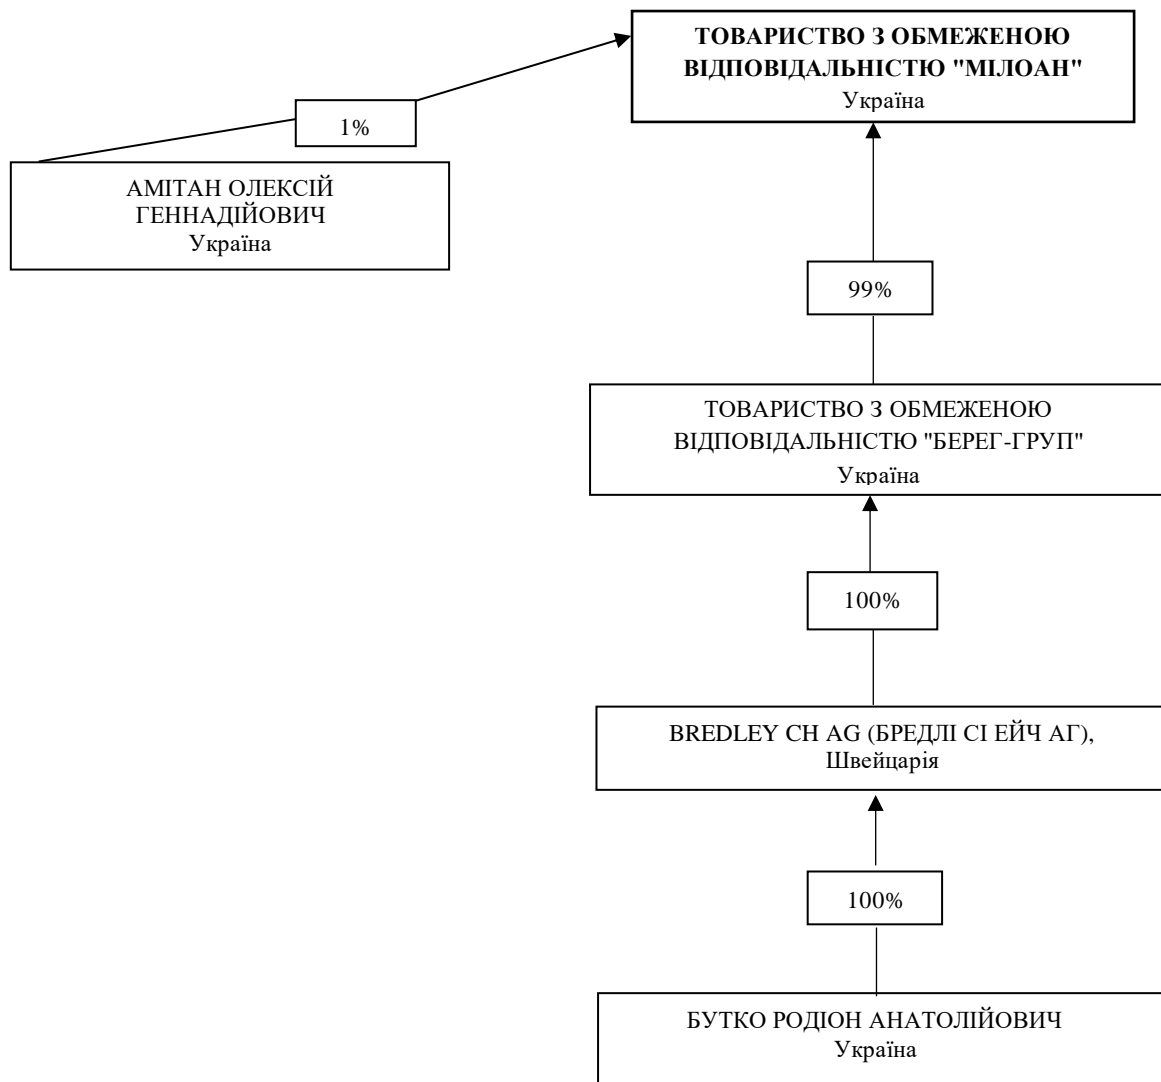 ТОВАРИСТВО З ОБМЕЖЕНОЮ
ВІДПОВІДАЛЬНІСТЮ "МІЛОАН"
Україна
1%
АМІТАН ОЛЕКСІЙ
ГЕННАДІЙОВИЧ
Україна
99%
ТОВАРИСТВО З ОБМЕЖЕНОЮ
ВІДПОВІДАЛЬНІСТЮ "БЕРЕГ-ГРУП"
Україна
100%
BREDLEY CH AG (БРЕДЛІ СІ ЕЙЧ АГ),
Швейцарія
100%
БУТКО РОДІОН АНАТОЛІЙОВИЧ
Україна